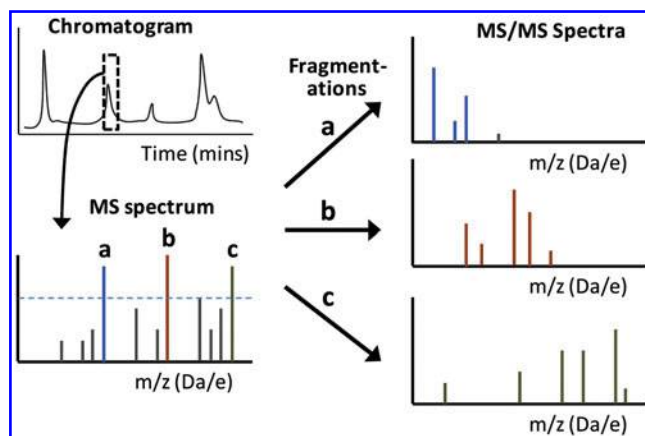 Chromatogram
Time (mins)
MS spectrum
a
b
c
m/z (Da/e)
Fragment-
ations
a
b
c
MS/MS Spectra
m/z (Da/e)
m/z (Da/e)
m/z (Da/e)